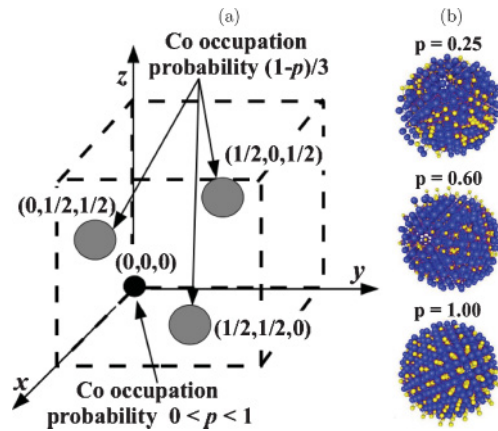 (a)
(b)
z
Co occupation
probability (1-p)/3
(1/2,0,1/2)
(0,1/2,1/2)
(0,0,0)
y
(1/2,1/2,0)
x
Co occupation
probability 0 < p < 1
p = 0.25
p = 0.60
p = 1.00